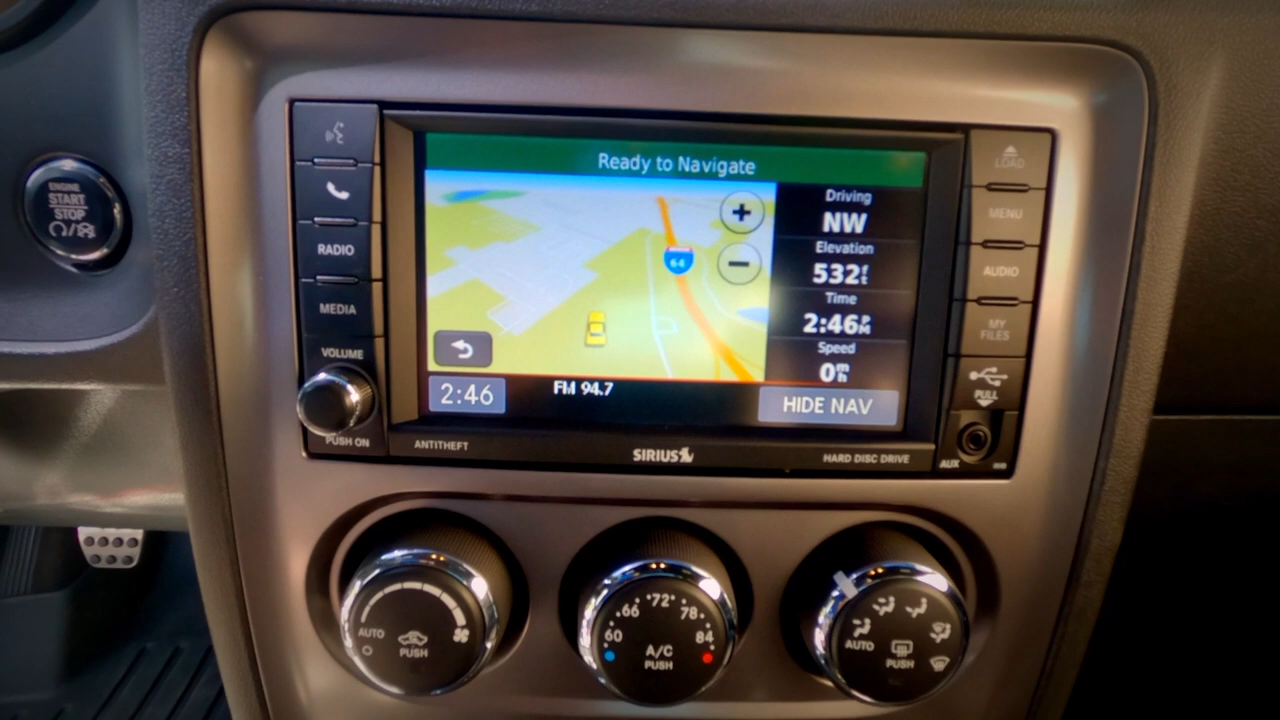 ENGINE
START
STOP
RADIO
MEDIA
VOLUME
PUSH ON
Ready to Navigate
64
Driving
NW
Elevation
532ft
Time
2:46PM
Speed
0mh
2:46
FM 94.7
HIDE NAV
ANTITHEFT
SIRIUS
HARD DISC DRIVE
LOAD
MENU
AUDIO
MY
FILES
PULL
AUX
AUTO
PUSH
60
66
72
78
84
A/C
PUSH
AUTO
PUSH